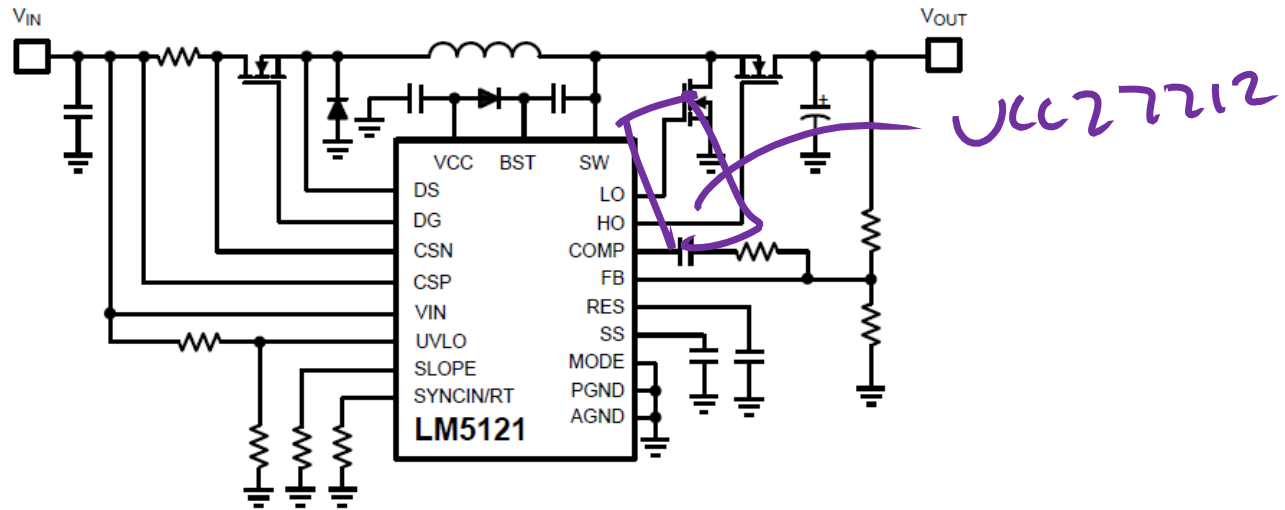 VIN
VOUT
UCC27212
VCC BST SW
DS
DG
CSN
CSP
VIN
UVLO
SLOPE
SYNCIN/RT
LM5121
LO
HO
COMP
FB
RES
SS
MODE
PGND
AGND
+